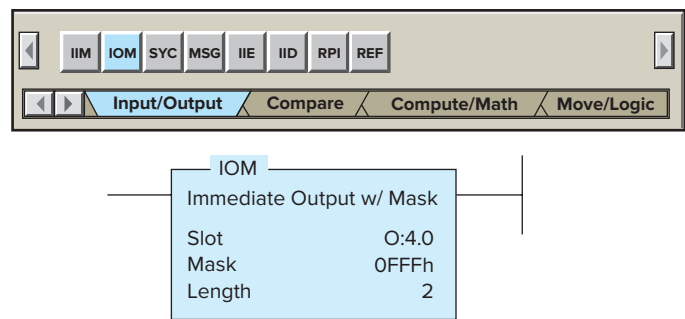 IIM IOM SYC MSG IIE IID RPI REF
Input/Output Compare Compute/Math Move/Logic
IOM
Immediate Output w/ Mask
Slot O:4.0
Mask 0FFFh
Length 2